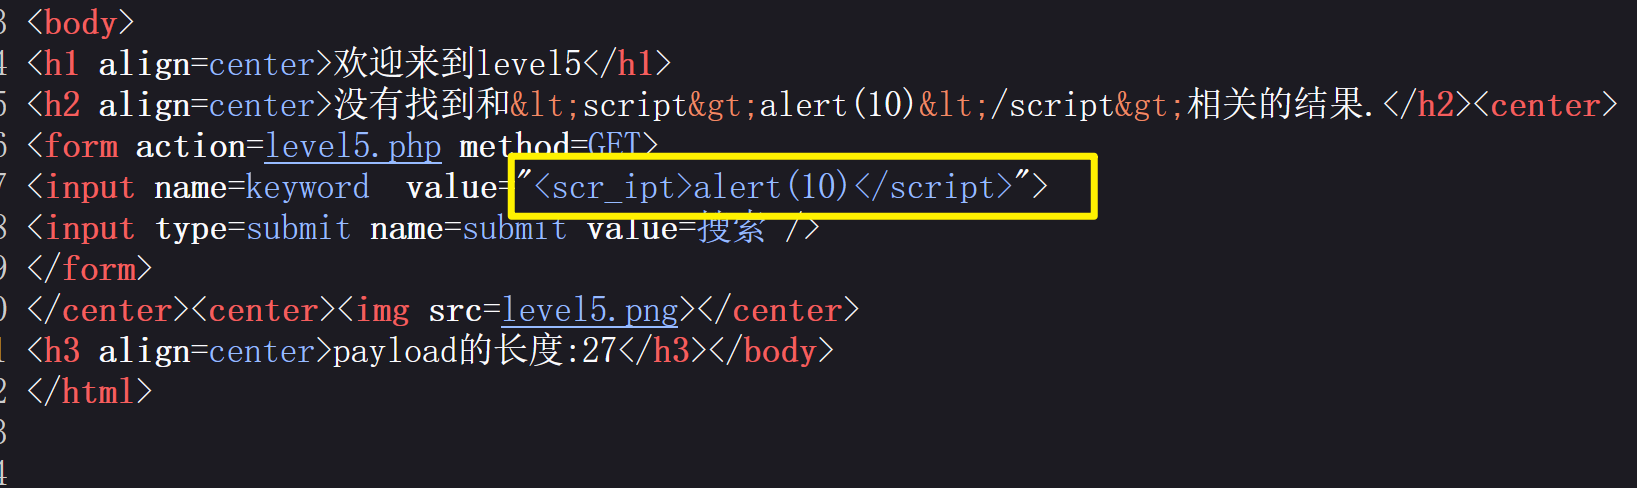 3 <body>
4 <h1 align=center>欢迎来到level5</h1>
5 <h2 align=center>没有找到和&lt;script&gt;alert(10)&lt;/script&gt;相关的结果.</h2><center>
6 <form action=level5.php method=GET>
7 <input name=keyword  value="<scr_ipt>alert(10)</script>">
8 <input type=submit name=submit value=搜索 />
9 </form>
0 </center><center><img src=level5.png></center>
1 <h3 align=center>payload的长度:27</h3></body>
2 </html>
3
4